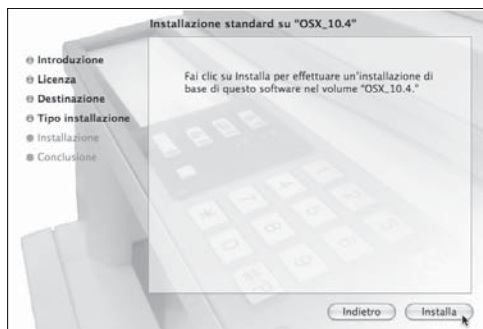 Installazione standard su "OSX_10.4"
Introduzione
Licenza
Destinazione
Tipo installazione
Installazione
Conclusione
Fai clic su Installa per effettuare un'installazione di
base di questo software nel volume "OSX_10.4."
Indietro
Installa